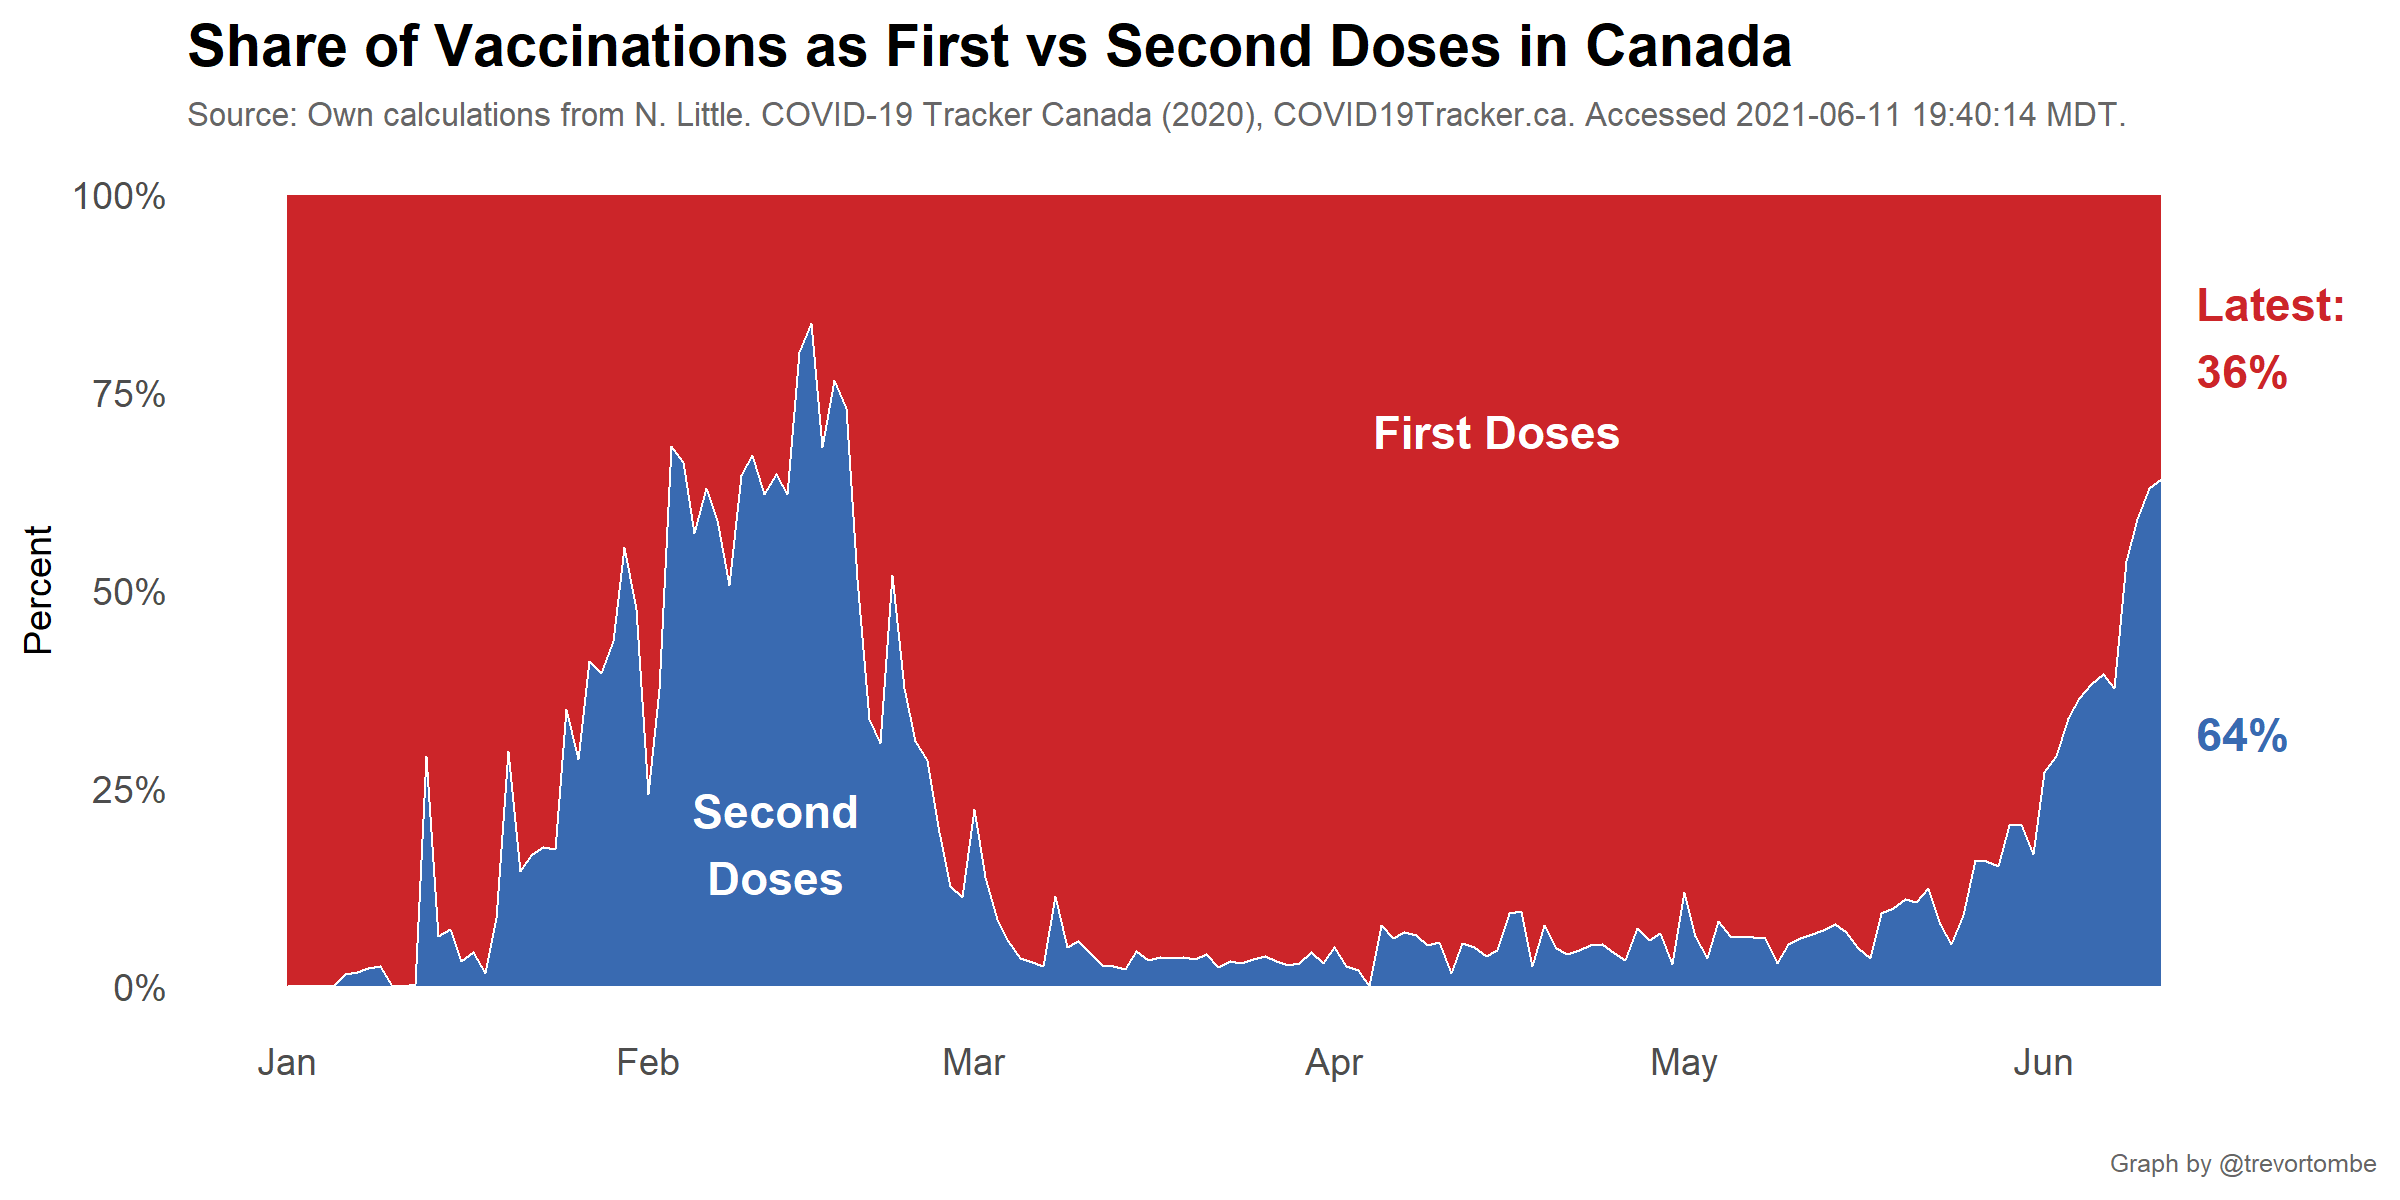 Share of Vaccinations as First vs Second Doses in Canada
Source: Own calculations from N. Little. COVID-19 Tracker Canada (2020), COVID19Tracker.ca. Accessed 2021-06-11 19:40:14 MDT.
100%
75%
50%
25%
0%
Percent
First Doses
Second
Doses
Latest:
36%
64%
Jan
Feb
Mar
Apr
May
Jun
Graph by @trevortombe